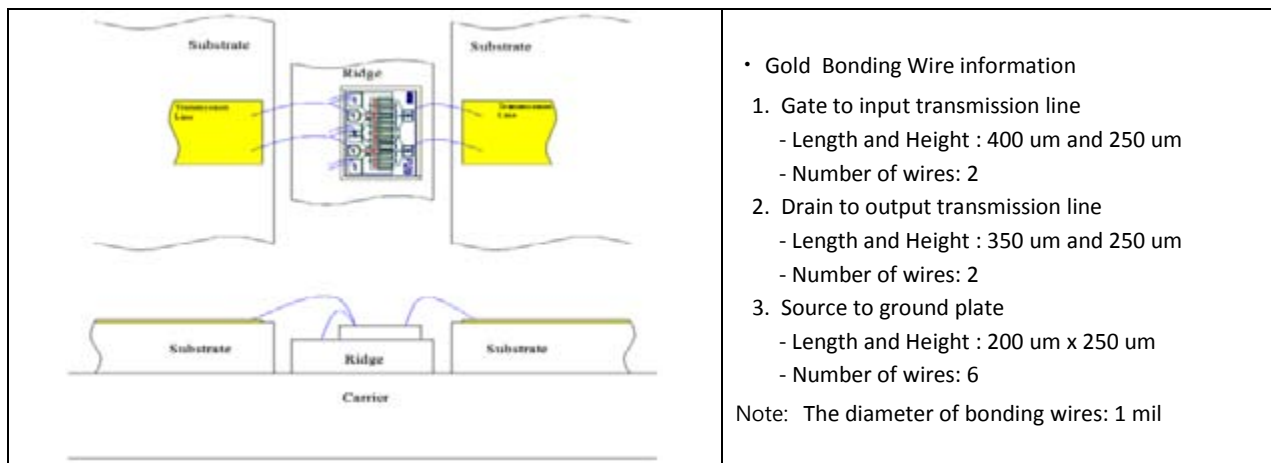 Substrate
Substrate
Ridge
Transmission
Line
Transmission
Line
Substrate
Ridge
Substrate
Carrier
・ Gold Bonding Wire information
1. Gate to input transmission line
- Length and Height : 400 um and 250 um
- Number of wires: 2
2. Drain to output transmission line
- Length and Height : 350 um and 250 um
- Number of wires: 2
3. Source to ground plate
- Length and Height : 200 um x 250 um
- Number of wires: 6
Note: The diameter of bonding wires: 1 mil